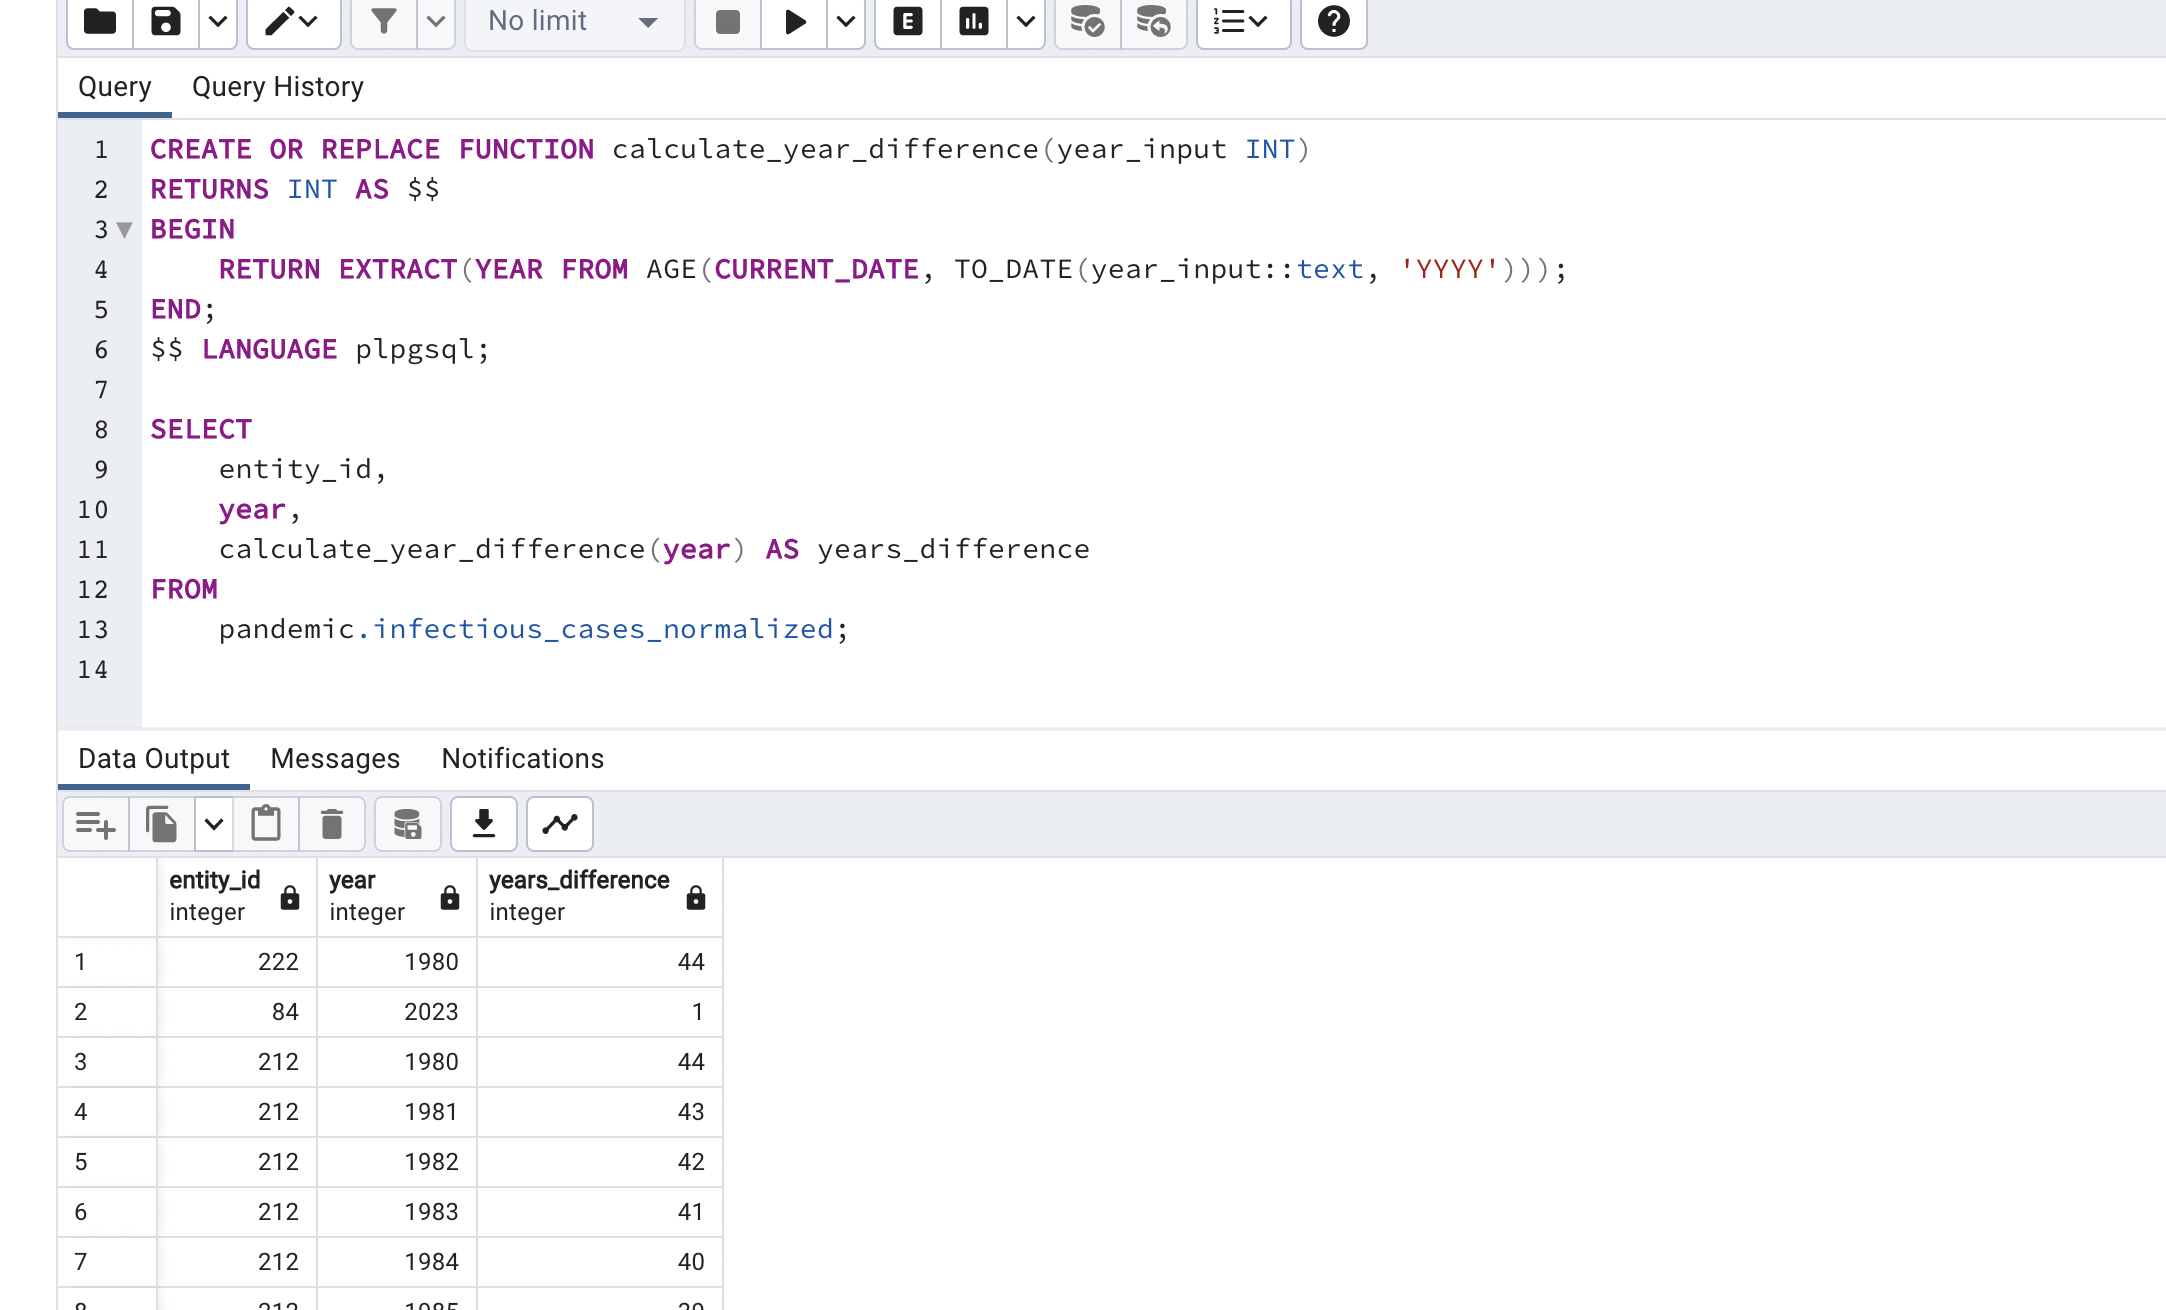 No limit
E
Query Query History
1 CREATE OR REPLACE FUNCTION calculate_year_difference(year_input INT)
2 RETURNS INT AS $$
3 BEGIN
4 RETURN EXTRACT(YEAR FROM AGE(CURRENT_DATE, TO_DATE(year_input::text, 'YYYY')));
5 END;
6 $$ LANGUAGE plpgsql;
7
8 SELECT
9 entity_id,
10 year,
11 calculate_year_difference(year) AS years_difference
12 FROM
13 pandemic.infectious_cases_normalized;
14
Data Output Messages Notifications
entity_id year years_difference
integer integer integer
1 222 1980 44
2 84 2023 1
3 212 1980 44
4 212 1981 43
5 212 1982 42
6 212 1983 41
7 212 1984 40
8 212 1985 39